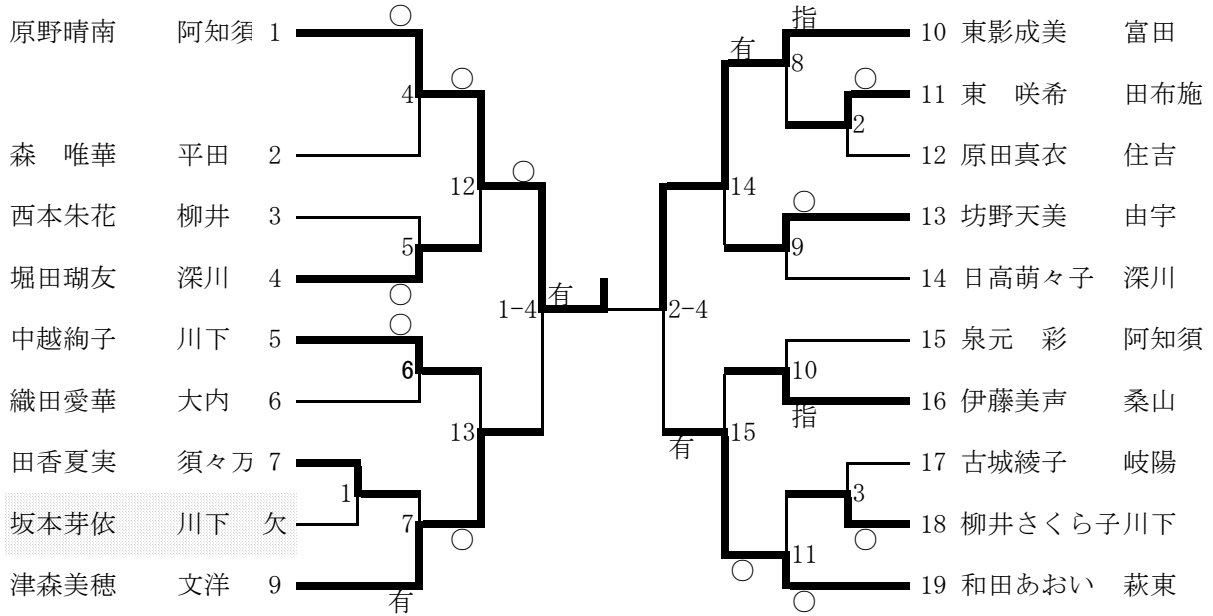 ○ 指
原野晴南 阿知須 1 10 東影成美 富田
有 8
○ ○
4 11 東 咲希 田布施
2
森 唯華 平田 2 12 原田真衣 住吉
○ 12 14 ○
西本朱花 柳井 3 13 坊野天美 由宇
5 9
堀田瑚友 深川 4 14 日高萌々子 深川
○ 1-4 有 2-4
○
中越絢子 川下 5 15 泉元 彩 阿知須
6 10
織田愛華 大内 6 16 伊藤美声 桑山
指
13 有 15
田香夏実 須々万 7 17 古城綾子 岐陽
1 3
坂本芽依 川下 欠 7 18 柳井さくら子川下
○ ○
○ 11
津森美穂 文洋 9 19 和田あおい 萩東
有 ○